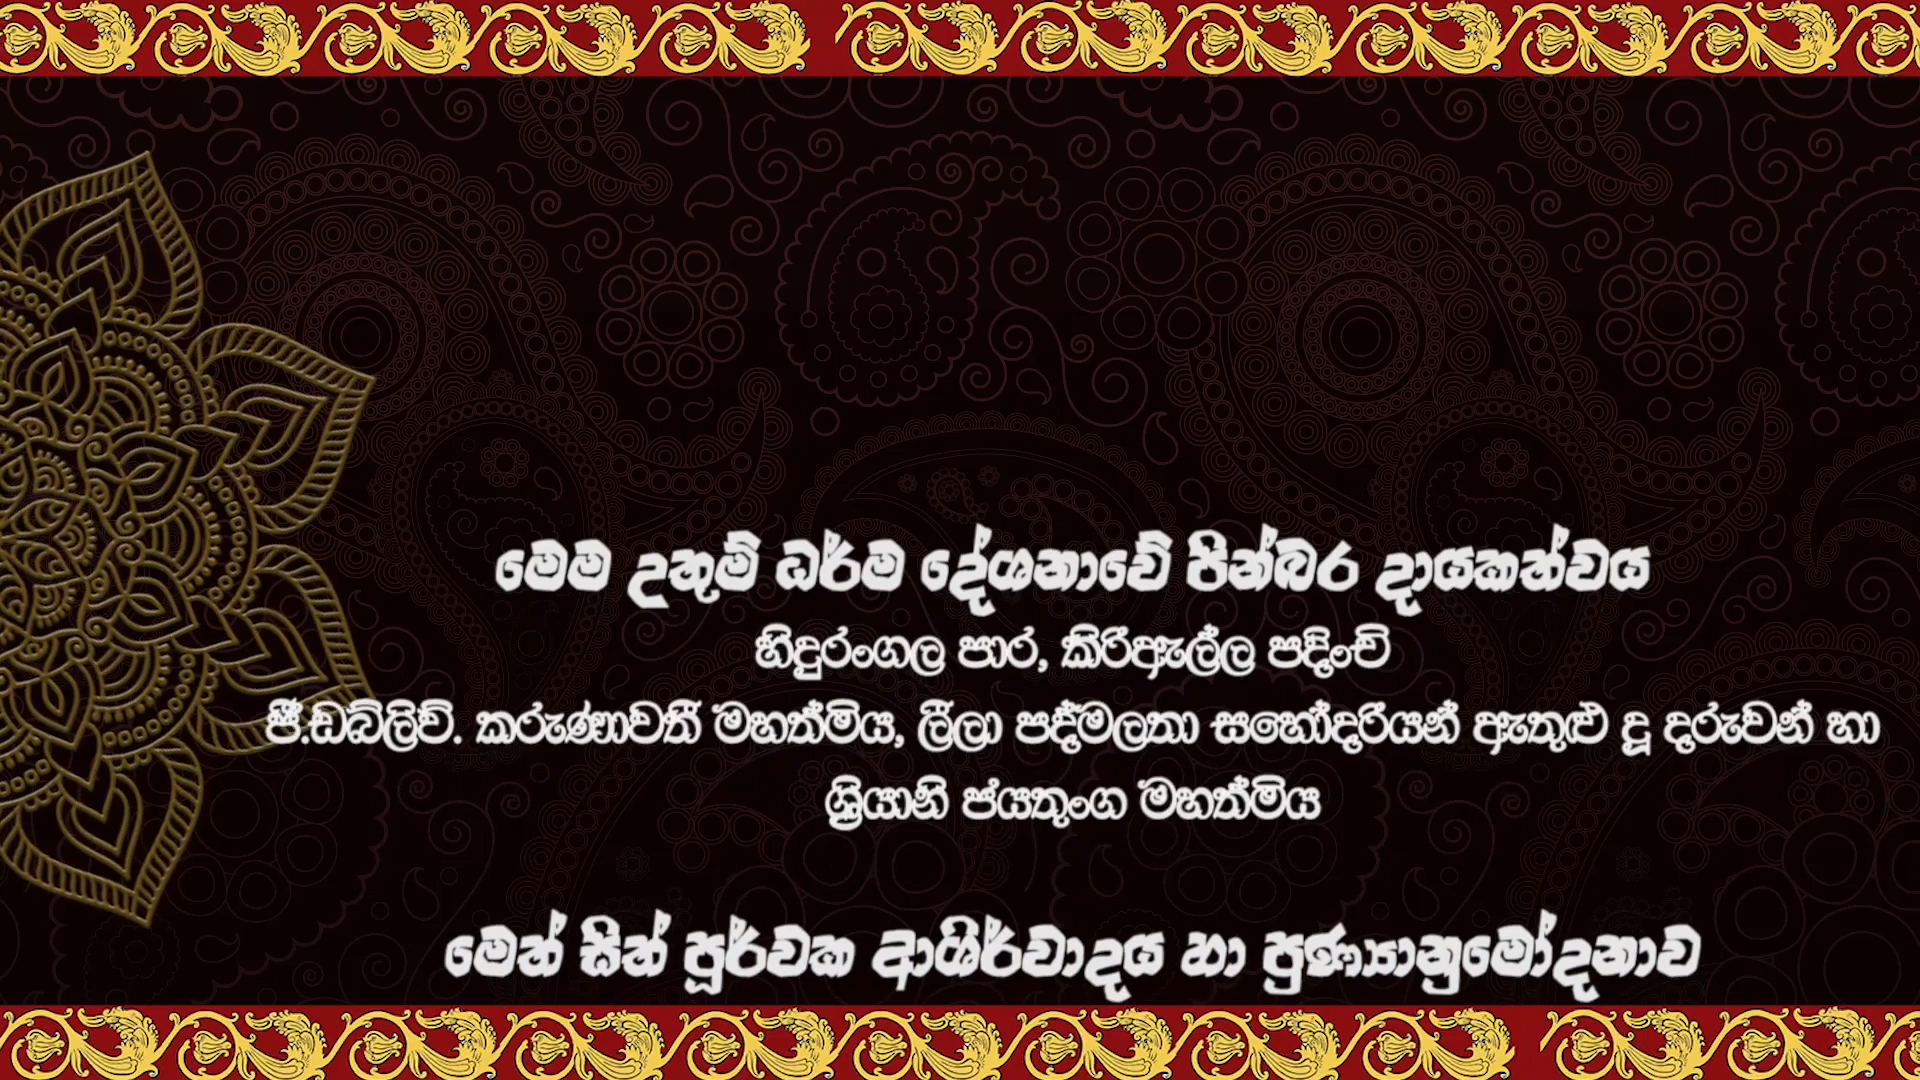 මෙම උතුම් ධර්ම දේශනාවේ පින්බර දායකත්වය
හිඳුරංගල පාර, කිරිඇල්ල පදිංචි
ජී.ඩබ්ලිව්. කරුණාවතී මහත්මිය, ලීලා පද්මලතා සහෝදරියන් ඇතුළු දූ දරුවන් හා
ශ්‍රියානි ජයතුංග මහත්මිය
මෙත් සිත් පූර්වක ආශිර්වාදය හා පුණ්‍යානුමෝදනාව